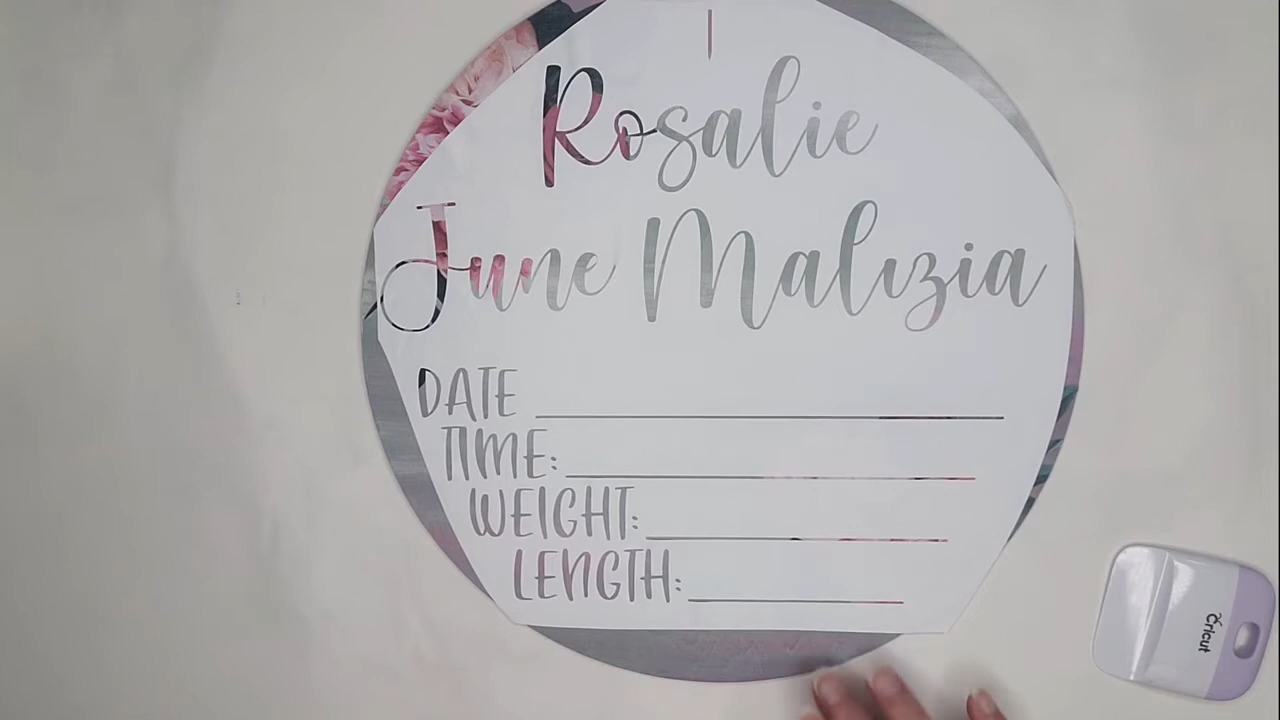 Rosalie
June Malizia
DATE
TIME:
WEIGHT:
LENGTH:
Cricut